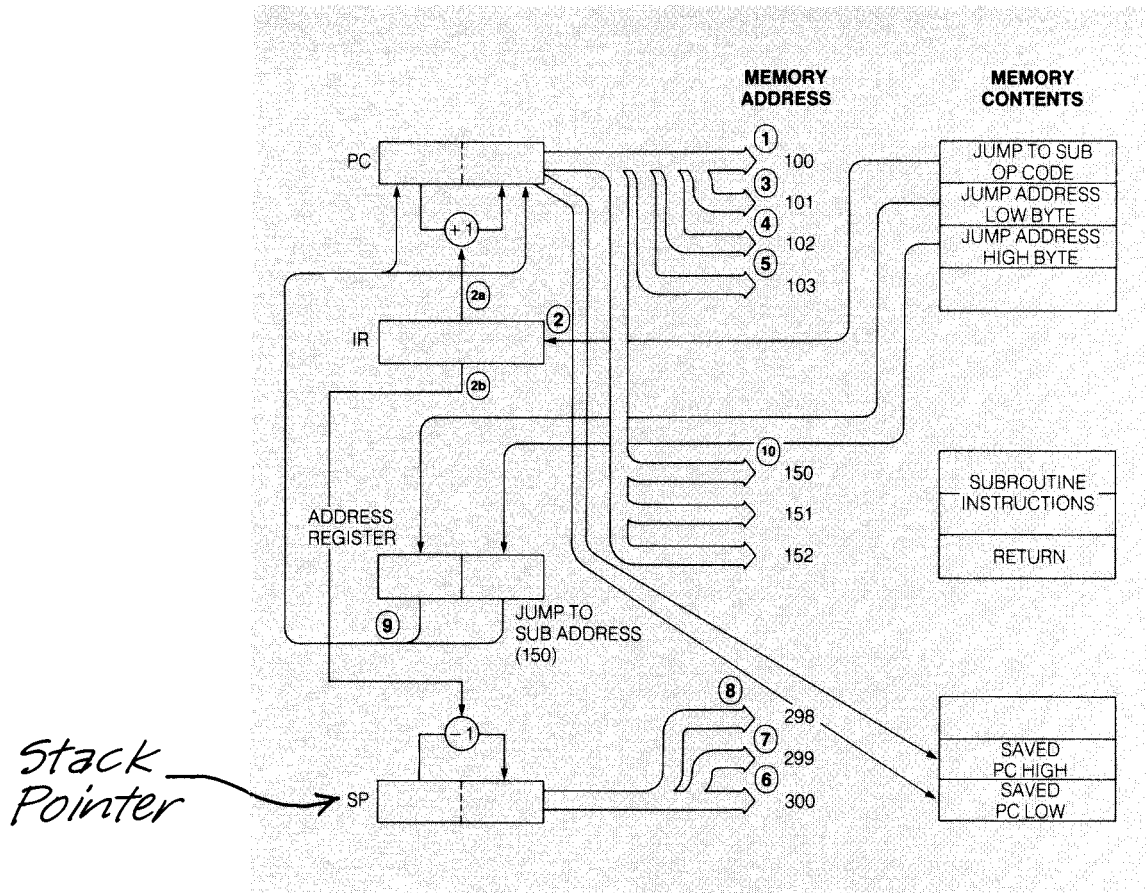 MEMORY
ADDRESS
MEMORY
CONTENTS
PC
1
100
JUMP TO SUB
OP CODE
3
101
JUMP ADDRESS
LOW BYTE
+1
4
102
JUMP ADDRESS
HIGH BYTE
5
103
2a
IR
2
2b
10
150
SUBROUTINE
INSTRUCTIONS
151
ADDRESS
REGISTER
152
RETURN
9
JUMP TO
SUB ADDRESS
(150)
8
298
-1
7
299
SAVED
PC HIGH
6
Stack
Pointer
SP
300
SAVED
PC LOW